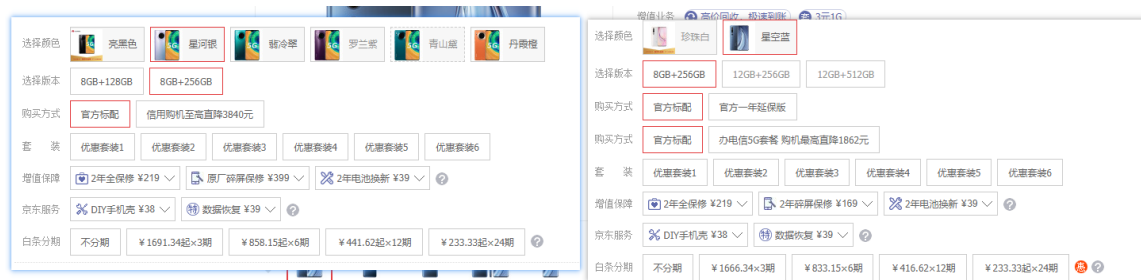 增值业务 高价回收，极速到账 3元1G
选择颜色 亮黑色 星河银 翡冷翠 罗兰紫 青山黛 丹霞橙
选择版本 8GB+128GB 8GB+256GB
购买方式 官方标配 信用购机至高直降3840元
套 装 优惠套装1 优惠套装2 优惠套装3 优惠套装4 优惠套装5 优惠套装6
增值保障 2年全保修 ¥219 原厂碎屏保修 ¥399 2年电池换新 ¥39
京东服务 DIY手机壳 ¥38 数据恢复 ¥39
白条分期 不分期 ¥1691.34起×3期 ¥858.15起×6期 ¥441.62起×12期 ¥233.33起×24期
选择颜色 珍珠白 星空蓝
选择版本 8GB+256GB 12GB+256GB 12GB+512GB
购买方式 官方标配 官方一年延保版
购买方式 官方标配 办电信5G套餐 购机最高直降1862元
套 装 优惠套装1 优惠套装2 优惠套装3 优惠套装4 优惠套装5 优惠套装6
增值保障 2年全保修 ¥219 2年碎屏保修 ¥169 2年电池换新 ¥39
京东服务 DIY手机壳 ¥38 数据恢复 ¥39
白条分期 不分期 ¥1666.34×3期 ¥833.15×6期 ¥416.62×12期 ¥233.33起×24期 惠